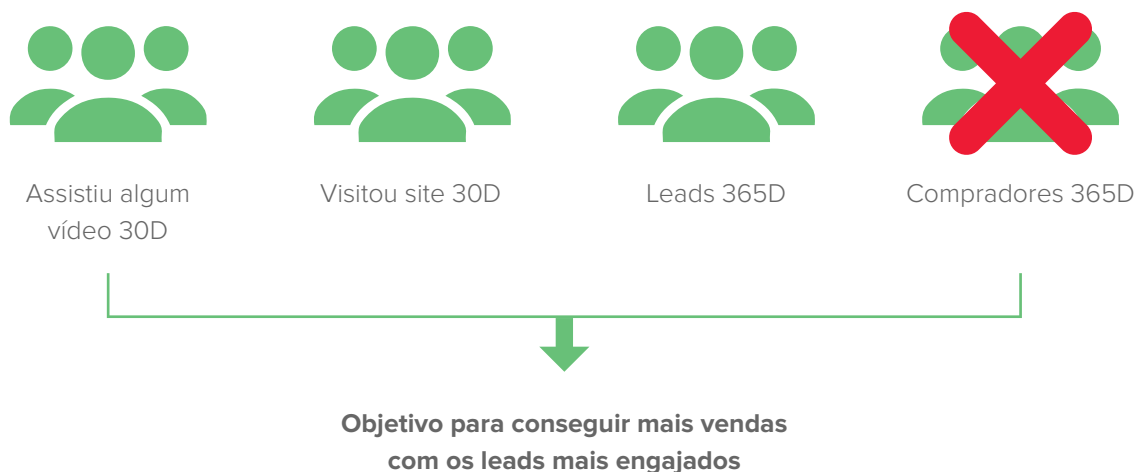 Assistiu algum
vídeo 30D
Visitou site 30D
Leads 365D
Compradores 365D
Objetivo para conseguir mais vendas
com os leads mais engajados